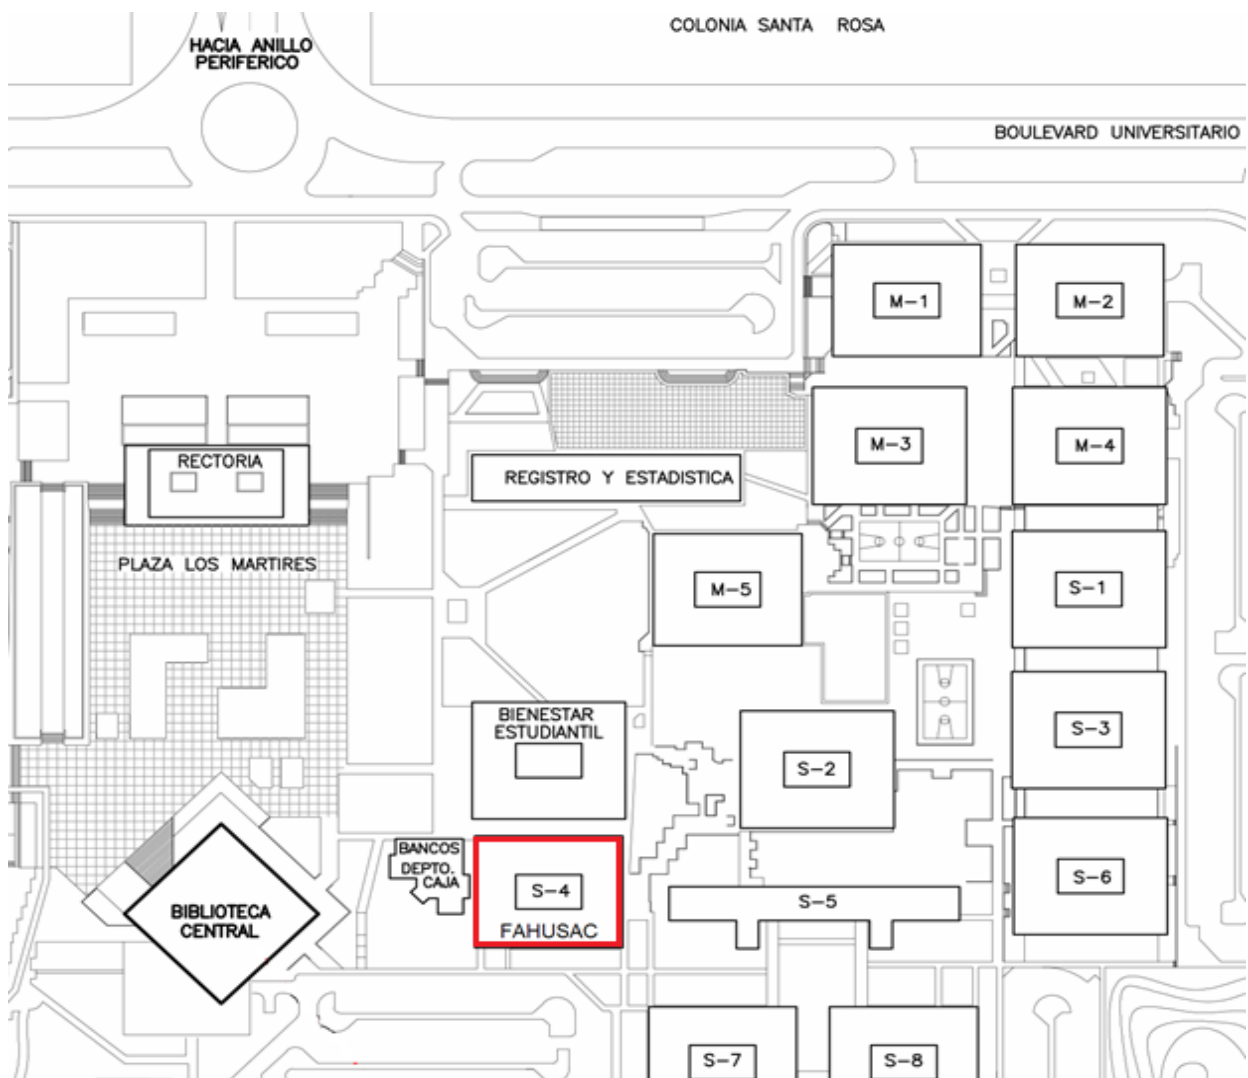 COLONIA SANTA ROSA
HACIA ANILLO
PERIFERICO
BOULEVARD UNIVERSITARIO
M-1
M-2
M-3
M-4
RECTORIA
REGISTRO Y ESTADISTICA
PLAZA LOS MARTIRES
M-5
S-1
BIENESTAR
ESTUDIANTIL
S-3
S-2
BANCOS
DEPTO.
CAJA
S-4
FAHUSAC
S-5
S-6
BIBLIOTECA
CENTRAL
S-7
S-8